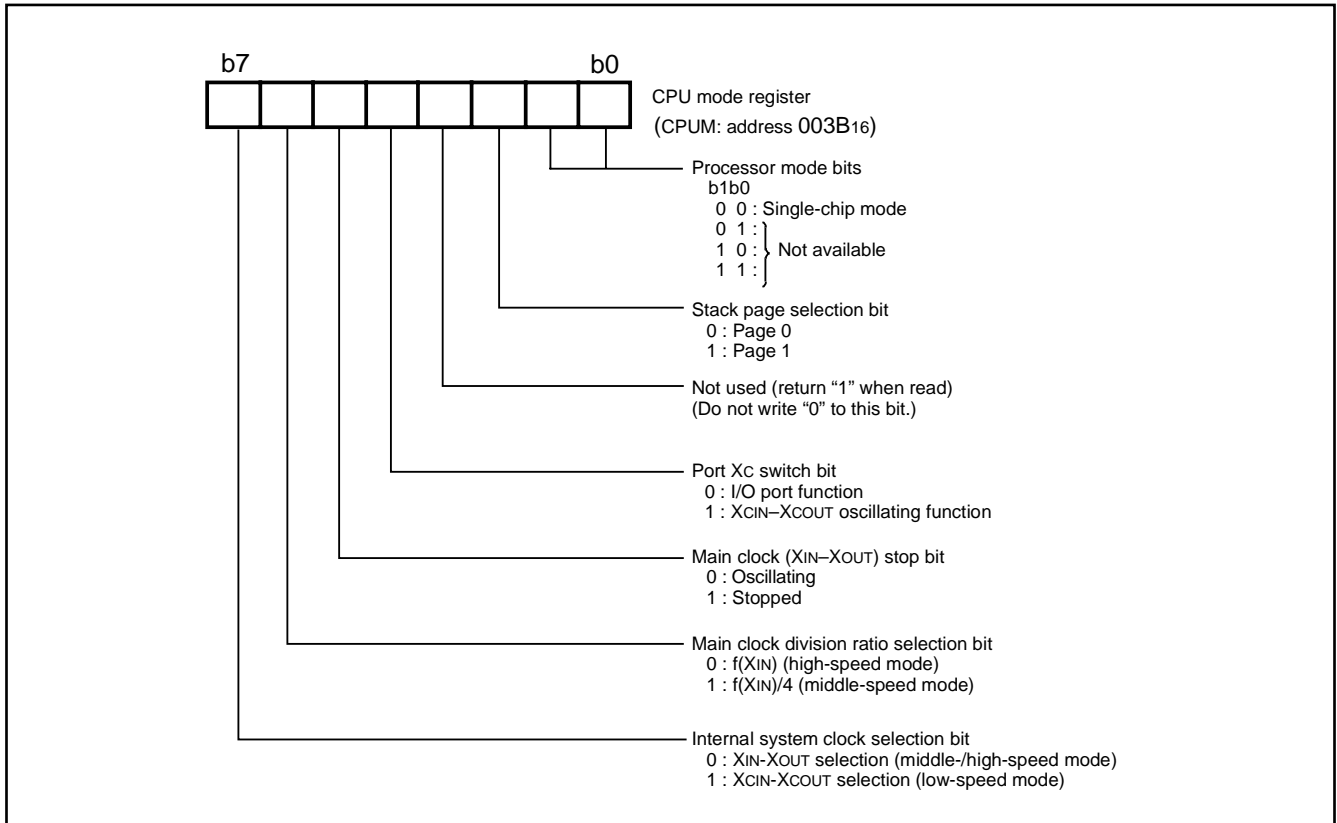 b7 b0
CPU mode register
(CPUM: address 003B16)
Processor mode bits
b1b0
0 0 : Single-chip mode
0 1 :
1 0 : Not available
1 1 :
Stack page selection bit
0 : Page 0
1 : Page 1
Not used (return “1” when read)
(Do not write “0” to this bit.)
Port XC switch bit
0 : I/O port function
1 : XCIN–XCOUT oscillating function
Main clock (XIN–XOUT) stop bit
0 : Oscillating
1 : Stopped
Main clock division ratio selection bit
0 : f(XIN) (high-speed mode)
1 : f(XIN)/4 (middle-speed mode)
Internal system clock selection bit
0 : XIN-XOUT selection (middle-/high-speed mode)
1 : XCIN-XCOUT selection (low-speed mode)